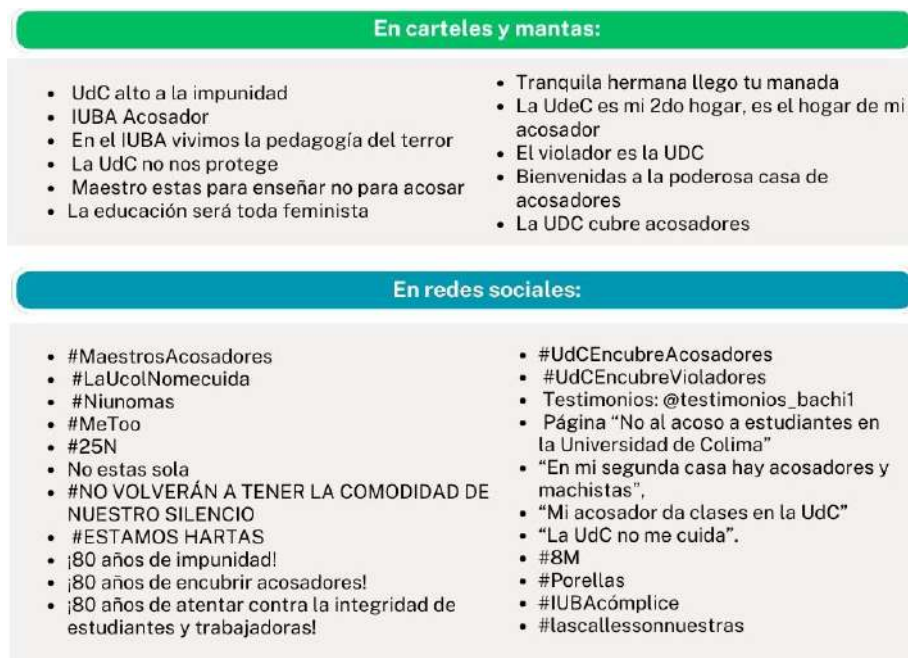 En carteles y mantas:
• UdC alto a la impunidad
• IUBA Acosador
• En el IUBA vivimos la pedagogía del terror
• La UdC no nos protege
• Maestro estas para enseñar no para acosar
• La educación será toda feminista
• Tranquila hermana llego tu manada
• La UdeC es mi 2do hogar, es el hogar de mi
acosador
• El violador es la UDC
• Bienvenidas a la poderosa casa de
acosadores
• La UDC cubre acosadores
En redes sociales:
• #MaestrosAcosadores
• #LaUcolNomecuida
• #Niunomas
• #MeToo
• #25N
• No estas sola
• #NO VOLVERÁN A TENER LA COMODIDAD DE
NUESTRO SILENCIO
• #ESTAMOS HARTAS
• ¡80 años de impunidad!
• ¡80 años de encubrir acosadores!
• ¡80 años de atentar contra la integridad de
estudiantes y trabajadoras!
• #UdCEncubreAcosadores
• #UdCEncubreVioladores
• Testimonios: @testimonios_bachi1
• Página “No al acoso a estudiantes en
la Universidad de Colima”
• “En mi segunda casa hay acosadores y
machistas”,
• “Mi acosador da clases en la UdC”
• “La UdC no me cuida”.
• #8M
• #Porellas
• #IUBAcómplice
• #lascallessonnuestras